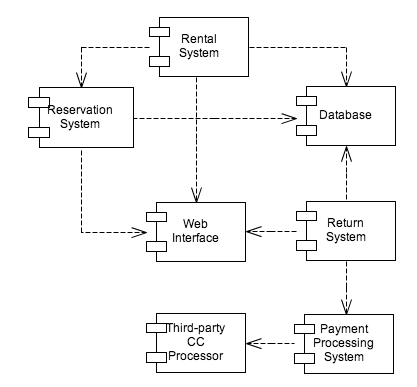 Rental
System
Reservation
System
Database
Web
Interface
Return
System
Third-party
CC
Processor
Payment
Processing
System